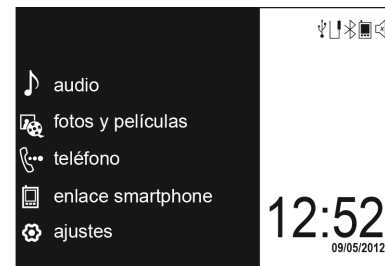 audio
fotos y películas
teléfono
enlace smartphone
ajustes
12:52
09/05/2012